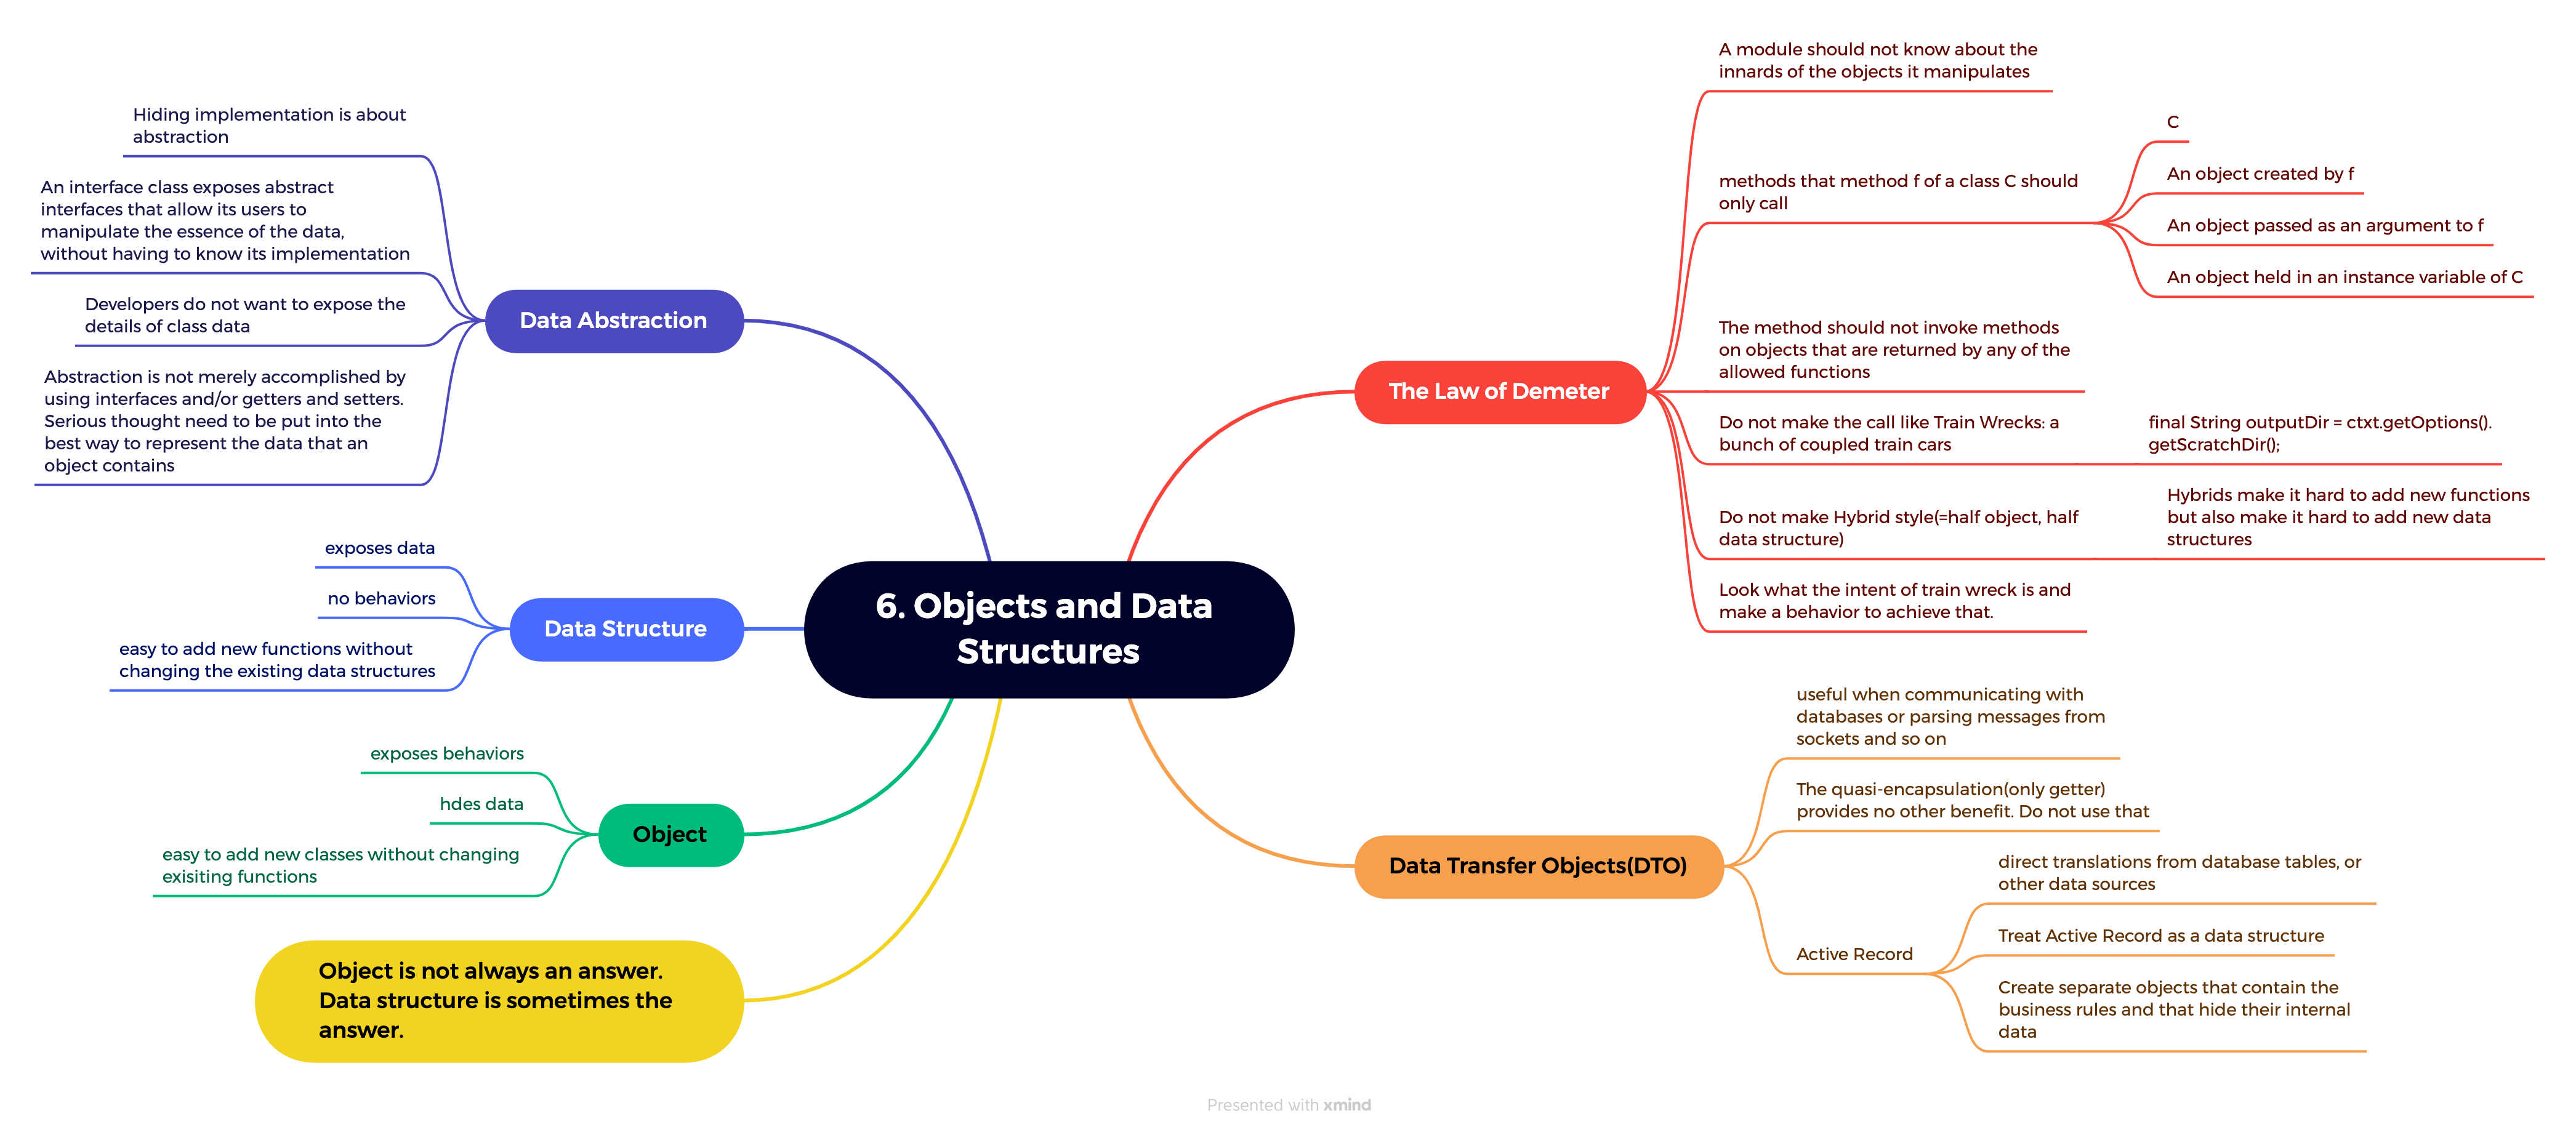 6. Objects and Data
Structures
Data Abstraction
Hiding implementation is about
abstraction
An interface class exposes abstract
interfaces that allow its users to
manipulate the essence of the data,
without having to know its implementation
Developers do not want to expose the
details of class data
Abstraction is not merely accomplished by
using interfaces and/or getters and setters.
Serious thought need to be put into the
best way to represent the data that an
object contains
Data Structure
exposes data
no behaviors
easy to add new functions without
changing the existing data structures
Object
exposes behaviors
hdes data
easy to add new classes without changing
exisiting functions
Object is not always an answer.
Data structure is sometimes the
answer.
The Law of Demeter
A module should not know about the
innards of the objects it manipulates
methods that method f of a class C should
only call
C
An object created by f
An object passed as an argument to f
An object held in an instance variable of C
The method should not invoke methods
on objects that are returned by any of the
allowed functions
Do not make the call like Train Wrecks: a
bunch of coupled train cars
final String outputDir = ctxt.getOptions().
getScratchDir();
Do not make Hybrid style(=half object, half
data structure)
Hybrids make it hard to add new functions
but also make it hard to add new data
structures
Look what the intent of train wreck is and
make a behavior to achieve that.
Data Transfer Objects(DTO)
useful when communicating with
databases or parsing messages from
sockets and so on
The quasi-encapsulation(only getter)
provides no other benefit. Do not use that
Active Record
direct translations from database tables, or
other data sources
Treat Active Record as a data structure
Create separate objects that contain the
business rules and that hide their internal
data
Presented with xmind